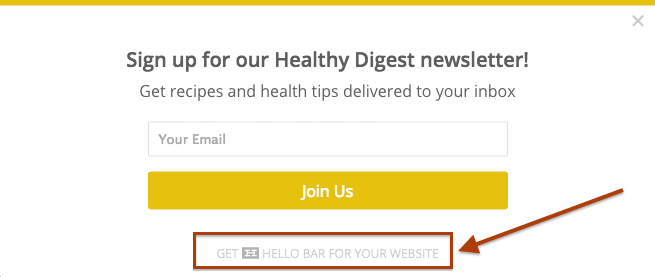 Sign up for our Healthy Digest newsletter!
Get recipes and health tips delivered to your inbox
Your Email
Join Us
GET HELLO BAR FOR YOUR WEBSITE